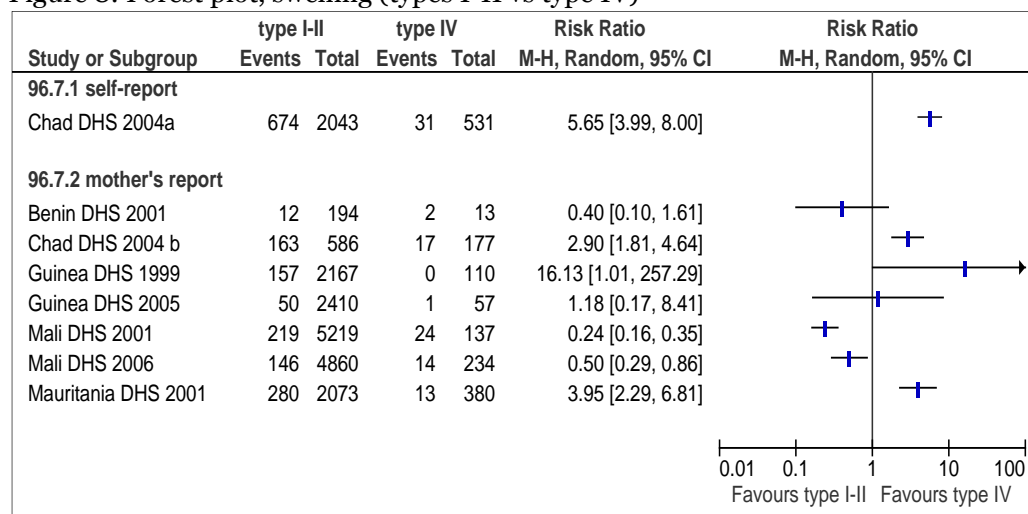 Figure 8. Forest plot, swelling (types I-II vs type IV)
type I-II type IV Risk Ratio Risk Ratio
Study or Subgroup Events Total Events Total M-H, Random, 95% CI M-H, Random, 95% CI
96.7.1 self-report
Chad DHS 2004a 674 2043 31 531 5.65 [3.99, 8.00]
96.7.2 mother's report
Benin DHS 2001 12 194 2 13 0.40 [0.10, 1.61]
Chad DHS 2004 b 163 586 17 177 2.90 [1.81, 4.64]
Guinea DHS 1999 157 2167 0 110 16.13 [1.01, 257.29]
Guinea DHS 2005 50 2410 1 57 1.18 [0.17, 8.41]
Mali DHS 2001 219 5219 24 137 0.24 [0.16, 0.35]
Mali DHS 2006 146 4860 14 234 0.50 [0.29, 0.86]
Mauritania DHS 2001 280 2073 13 380 3.95 [2.29, 6.81]
0.01 0.1 1 10 100
Favours type I-II Favours type IV